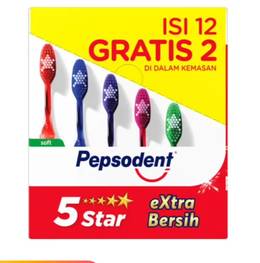 ISI 12
GRATIS 2
DI DALAM KEMASAN
soft
Pepsodent
5 Star
eXtra
Bersih